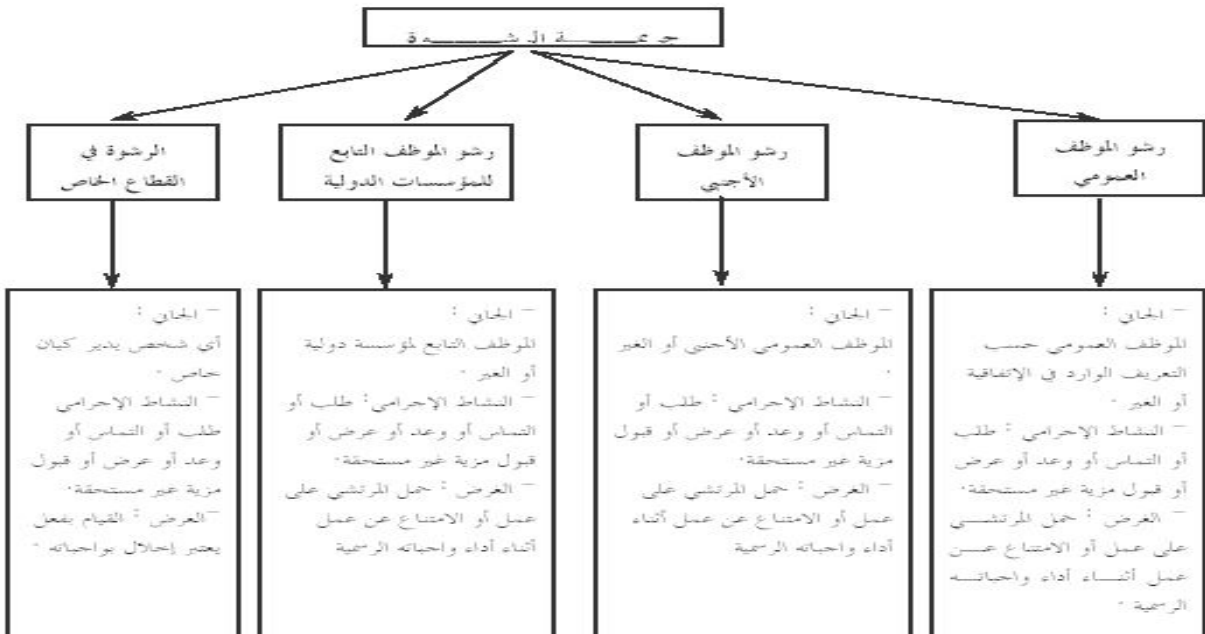 جريمـــــة الرشـــــوة
رشو الموظف
العمومي
رشو الموظف
الأجنبي
رشو الموظف التابع
للمؤسسات الدولية
الرشوة في
القطاع الخاص
– الجاني :
الموظف العمومي حسب
التعريف الوارد في الإتفاقية
أو الغير .
– النشاط الإجرامي : طلب
أو التماس أو وعد أو عرض
أو قبول مزية غير مستحقة.
– الغرض : حمل المرتشـــي
على عمل أو الامتناع عـــن
عمل أثنـــاء أداء واجباتـــه
الرسمية .
– الجاني :
الموظف العمومي الأجنبي أو الغير
.
– النشاط الإجرامي : طلب أو
التماس أو وعد أو عرض أو قبول
مزية غير مستحقة.
– الغرض : حمل المرتشي على
عمل أو الامتناع عن عمل أثناء
أداء واجباته الرسمية
– الجاني :
الموظف التابع لمؤسسة دولية
أو الغير .
– النشاط الإجرامي: طلب أو
التماس أو وعد أو عرض أو
قبول مزية غير مستحقة.
– الغرض : حمل المرتشي على
عمل أو الامتناع عن عمل
أثناء أداء واجباته الرسمية
– الجاني :
أي شخص يدير كيان
خاص .
– النشاط الإجرامي
طلب أو التماس أو
وعد أو عرض أو قبول
مزية غير مستحقة.
–الغرض : القيام بفعل
يعتبر إخلال بواجباته .